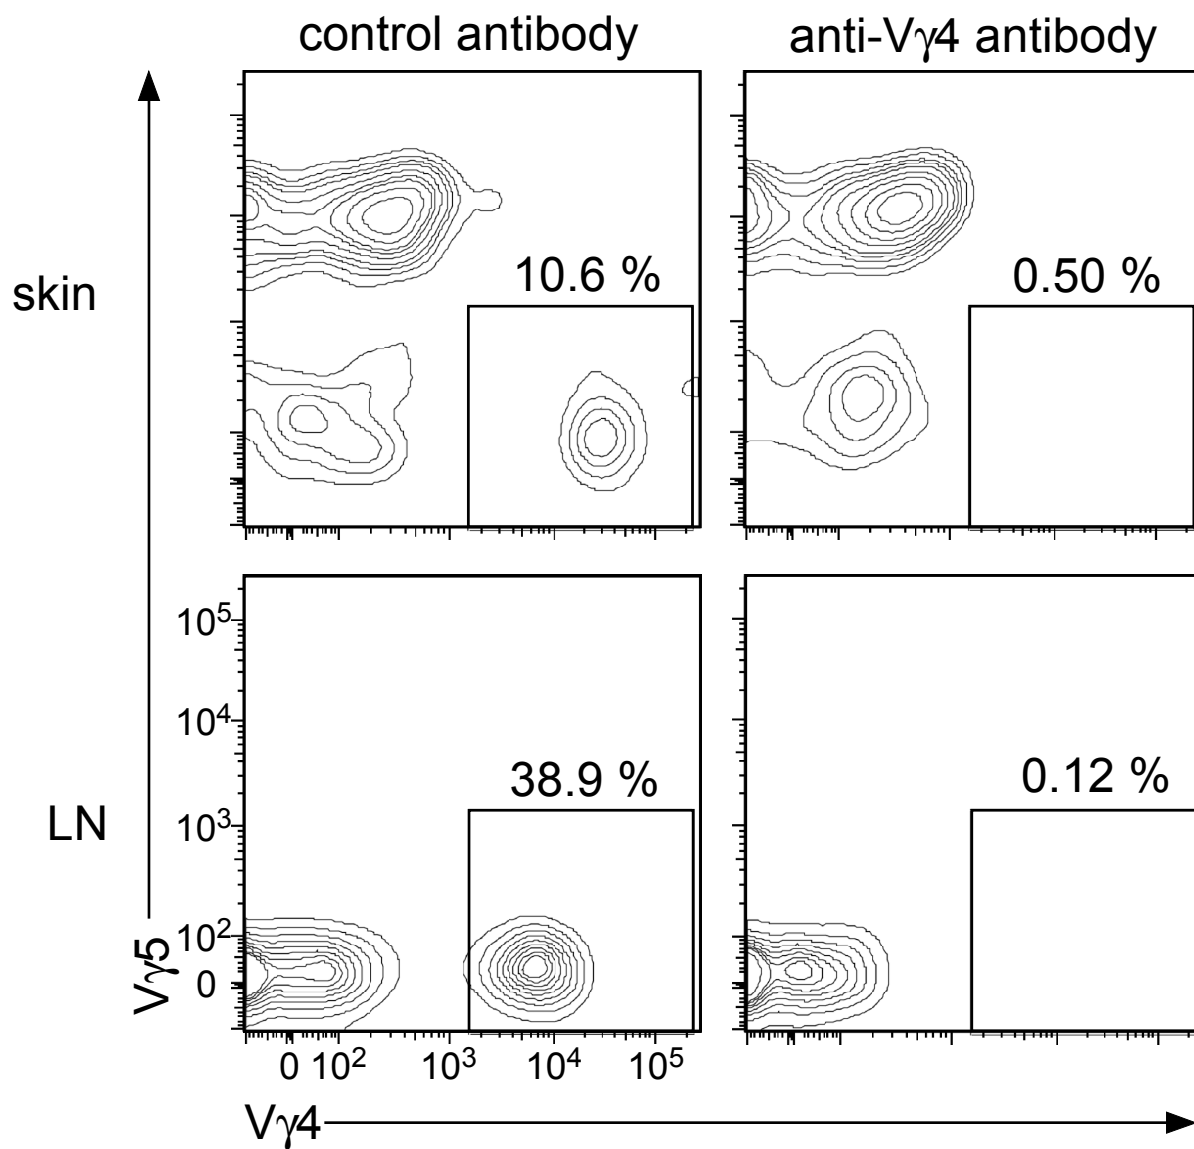 control antibody
anti-Vγ4 antibody
skin
10.6 %
0.50 %
LN
38.9 %
0.12 %
10⁵
10⁴
10³
10²
0
Vγ5
0 10² 10³ 10⁴ 10⁵
Vγ4